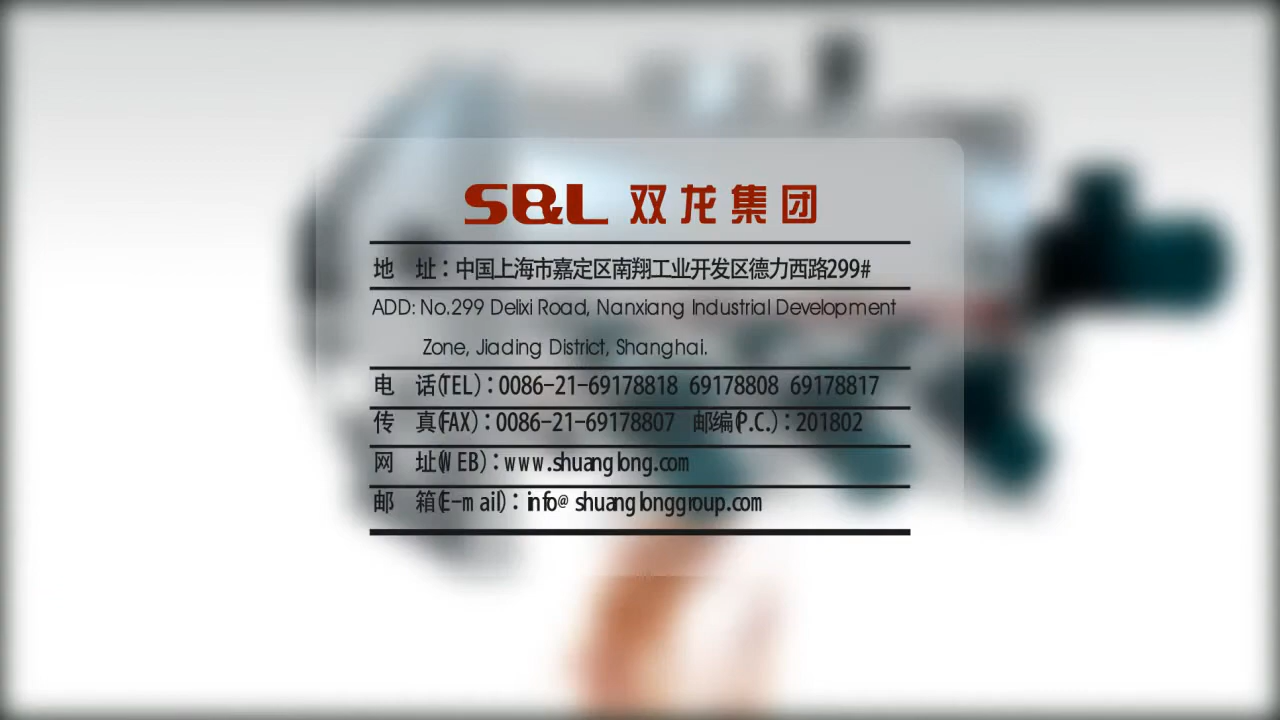 S&L 双龙集团
地 址：中国上海市嘉定区南翔工业开发区德力西路299#
ADD: No.299 Delixi Road, Nanxiang Industrial Development
Zone, Jiading District, Shanghai.
电 话(TEL)：0086-21-69178818 69178808 69178817
传 真(FAX)：0086-21-69178807 邮编(P.C.)：201802
网 址(WEB)：www.shuanglong.com
邮 箱(E-mail)：info@shuanglonggroup.com